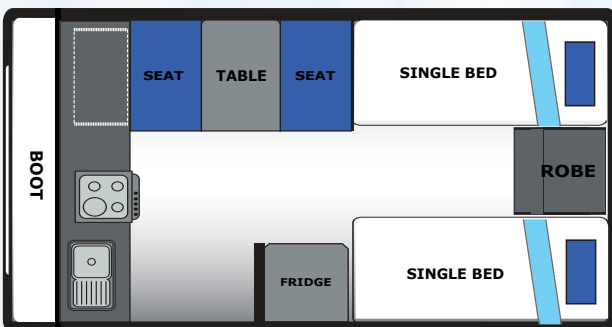 SEAT
TABLE
SEAT
SINGLE BED
BOOT
ROBE
FRIDGE
SINGLE BED